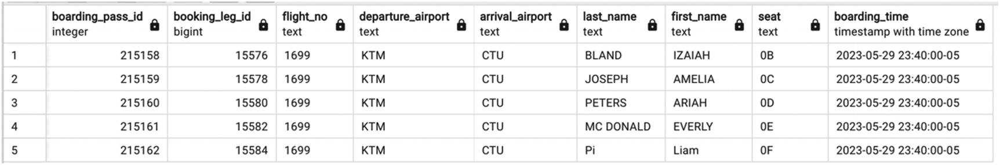 boarding_pass_id booking_leg_id flight_no departure_airport arrival_airport last_name first_name seat boarding_time
integer bigint text text text text text text timestamp with time zone
1 215158 15576 1699 KTM CTU BLAND IZAIAH 0B 2023-05-29 23:40:00-05
2 215159 15578 1699 KTM CTU JOSEPH AMELIA 0C 2023-05-29 23:40:00-05
3 215160 15580 1699 KTM CTU PETERS ARIAH 0D 2023-05-29 23:40:00-05
4 215161 15582 1699 KTM CTU MC DONALD EVERLY 0E 2023-05-29 23:40:00-05
5 215162 15584 1699 KTM CTU Pi Liam 0F 2023-05-29 23:40:00-05